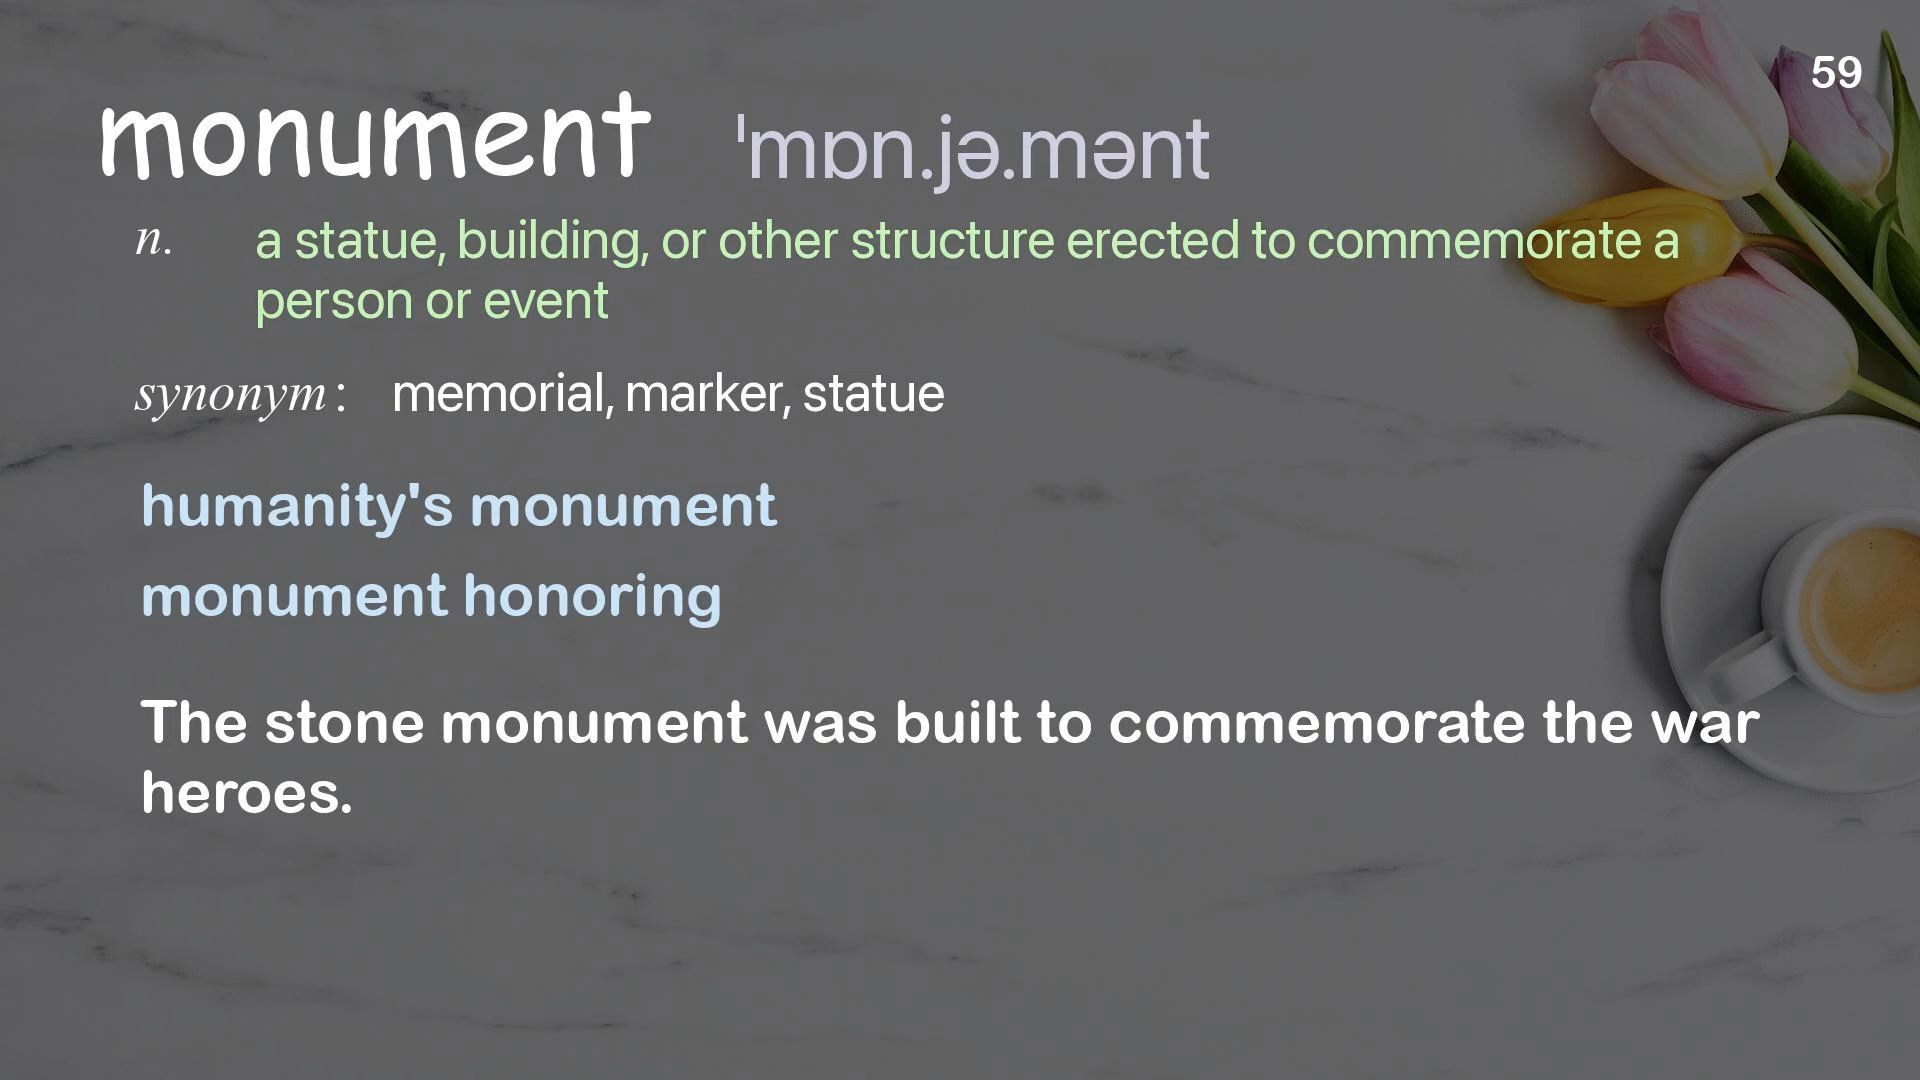 59
monument ˈmɒn.jə.mənt
n. a statue, building, or other structure erected to commemorate a
person or event
synonym: memorial, marker, statue
humanity's monument
monument honoring
The stone monument was built to commemorate the war
heroes.